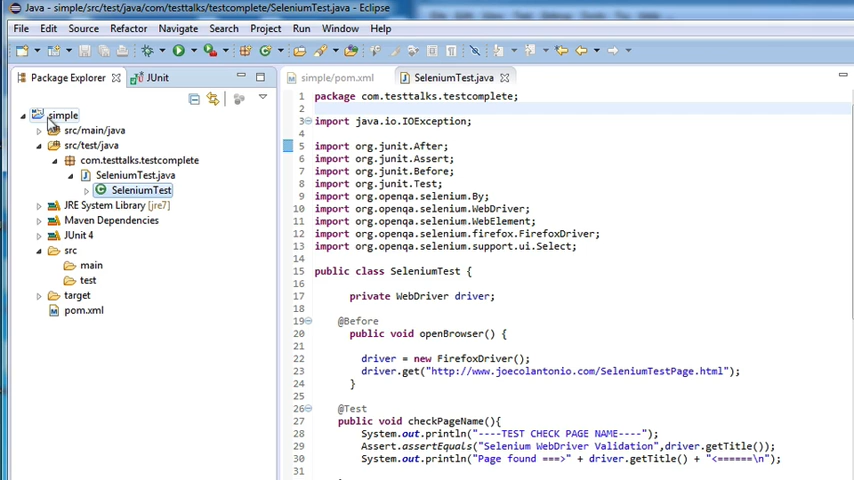 Java - simple/src/test/java/com/testtalks/testcomplete/SeleniumTest.java - Eclipse
File Edit Source Refactor Navigate Search Project Run Window Help
Package Explorer JUnit
simple/pom.xml SeleniumTest.java
simple
src/main/java
src/test/java
com.testtalks.testcomplete
SeleniumTest.java
SeleniumTest
JRE System Library [jre7]
Maven Dependencies
JUnit 4
src
main
test
target
pom.xml
1 package com.testtalks.testcomplete;
2
3 import java.io.IOException;
5 import org.junit.After;
6 import org.junit.Assert;
7 import org.junit.Before;
8 import org.junit.Test;
9 import org.openqa.selenium.By;
10 import org.openqa.selenium.WebDriver;
11 import org.openqa.selenium.WebElement;
12 import org.openqa.selenium.firefox.FirefoxDriver;
13 import org.openqa.selenium.support.ui.Select;
14
15 public class SeleniumTest {
16
17 private WebDriver driver;
18
19 @Before
20 public void openBrowser() {
21
22 driver = new FirefoxDriver();
23 driver.get("http://www.joecolantonio.com/SeleniumTestPage.html");
24 }
25
26 @Test
27 public void checkPageName(){
28 System.out.println("----TEST CHECK PAGE NAME----");
29 Assert.assertEquals("Selenium WebDriver Validation",driver.getTitle());
30 System.out.println("Page found ===>" + driver.getTitle() + "<======\n");
31